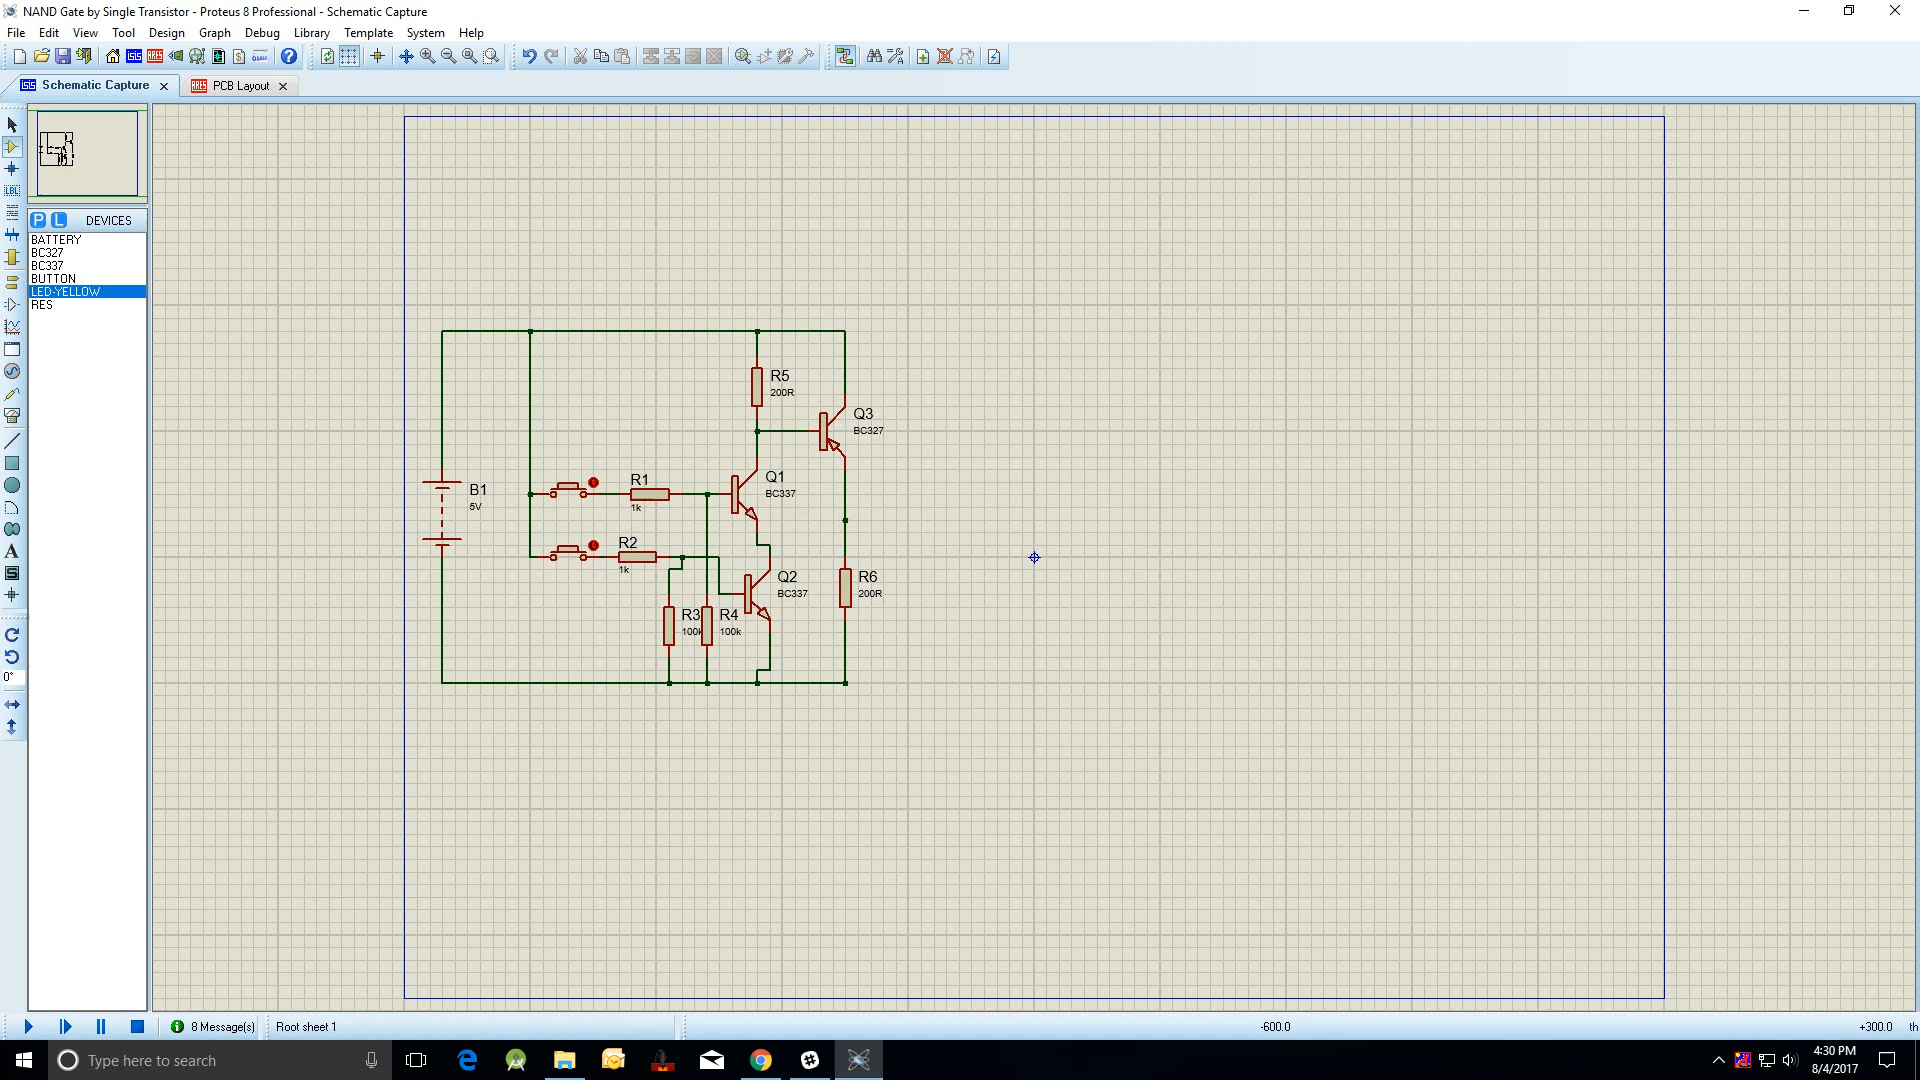 NAND Gate by Single Transistor - Proteus 8 Professional - Schematic Capture
File Edit View Tool Design Graph Debug Library Template System Help
Schematic Capture PCB Layout
P L DEVICES
BATTERY
BC327
BC337
BUTTON
LED-YELLOW
RES
LBL
A
S
0°
R5
200R
Q3
BC327
B1
5V
R1
1k
Q1
BC337
R2
1k
Q2
BC337
R6
200R
R3
100k
R4
100k
8 Message(s) Root sheet 1 -600.0 +300.0 th
Type here to search
4:30 PM
8/4/2017